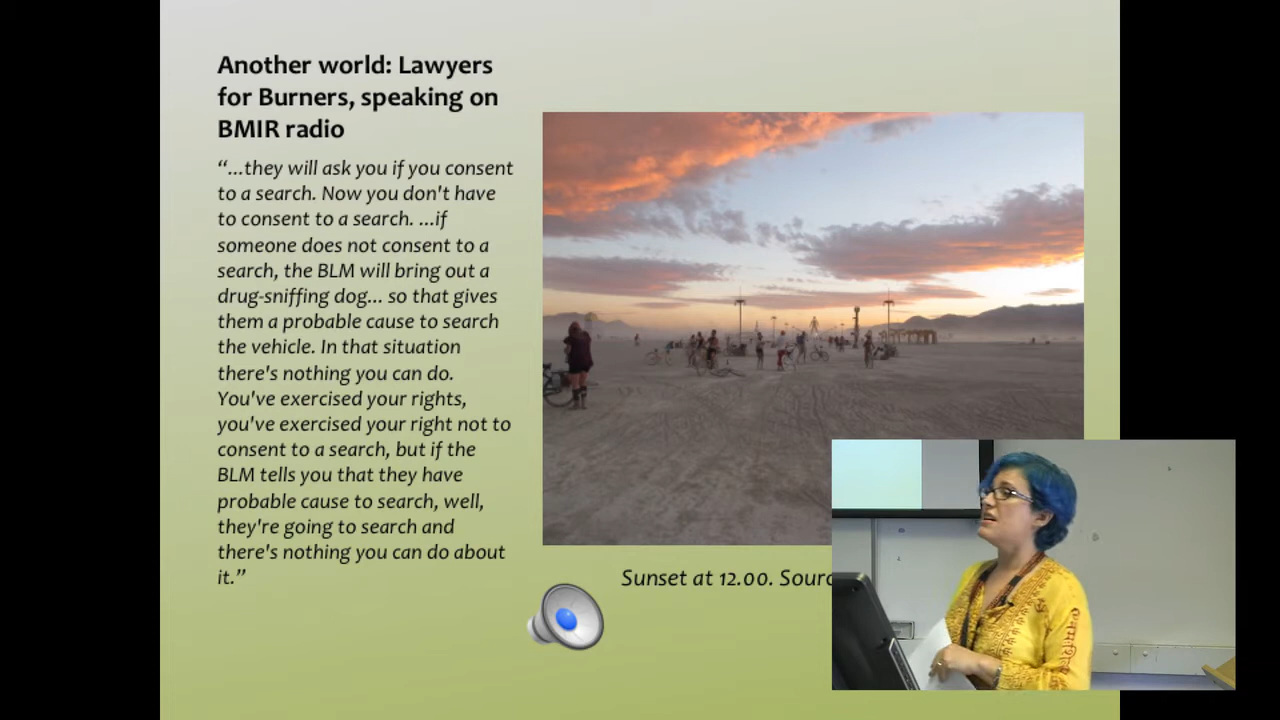 Another world: Lawyers
for Burners, speaking on
BMIR radio
“...they will ask you if you consent
to a search. Now you don't have
to consent to a search. ...if
someone does not consent to a
search, the BLM will bring out a
drug-sniffing dog... so that gives
them a probable cause to search
the vehicle. In that situation
there's nothing you can do.
You've exercised your rights,
you've exercised your right not to
consent to a search, but if the
BLM tells you that they have
probable cause to search, well,
they're going to search and
there's nothing you can do about
it.”
Sunset at 12.00.